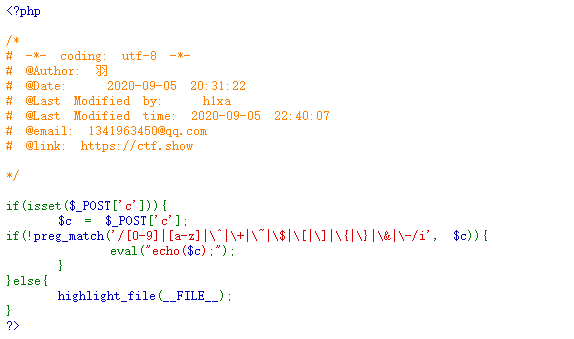 <?php
/*
# -*- coding: utf-8 -*-
# @Author: 羽
# @Date: 2020-09-05 20:31:22
# @Last Modified by: h1xa
# @Last Modified time: 2020-09-05 22:40:07
# @email: 1341963450@qq.com
# @link: https://ctf.show
*/
if(isset($_POST['c'])){
$c = $_POST['c'];
if(!preg_match('/[0-9]|[a-z]|\^|\+|\~|\$|\[|\]|\{|\}|\&|\-/i', $c)){
eval("echo($c);");
}
}else{
highlight_file(__FILE__);
}
?>